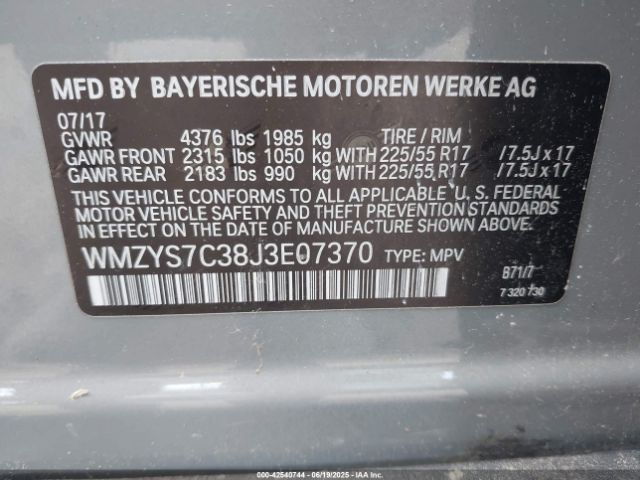 MFD BY BAYERISCHE MOTOREN WERKE AG
07/17
GVWR 4376 lbs 1985 kg TIRE / RIM
GAWR FRONT 2315 lbs 1050 kg WITH 225/55 R17 /7.5J x 17
GAWR REAR 2183 lbs 990 kg WITH 225/55 R17 /7.5J x 17
THIS VEHICLE CONFORMS TO ALL APPLICABLE U. S. FEDERAL
MOTOR VEHICLE SAFETY AND THEFT PREVENTION STANDARDS
IN EFFECT ON THE DATE OF MANUFACTURE SHOWN ABOVE.
WMZYS7C38J3E07370 TYPE: MPV
B71/7
7 320 730
000-42540744 - 06/19/2025 - IAAI/JSMN